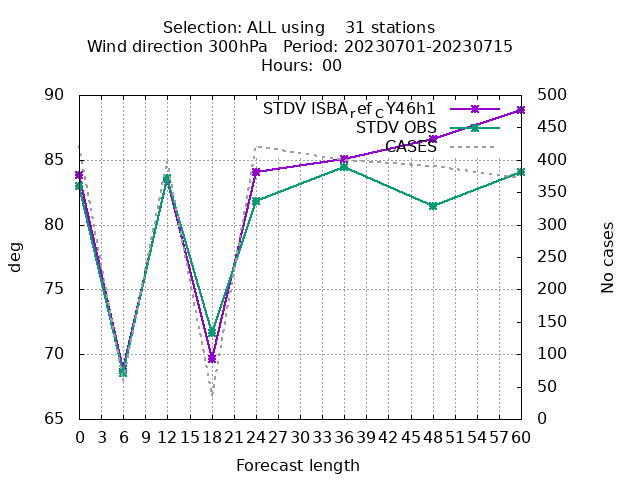 Selection: ALL using 31 stations
Wind direction 300hPa Period: 20230701-20230715
Hours: 00
STDV ISBA_ref_CY46h1
STDV OBS
CASES
90
85
80
75
70
65
deg
500
450
400
350
300
250
200
150
100
50
0
No cases
0 3 6 9 12 15 18 21 24 27 30 33 36 39 42 45 48 51 54 57 60
Forecast length